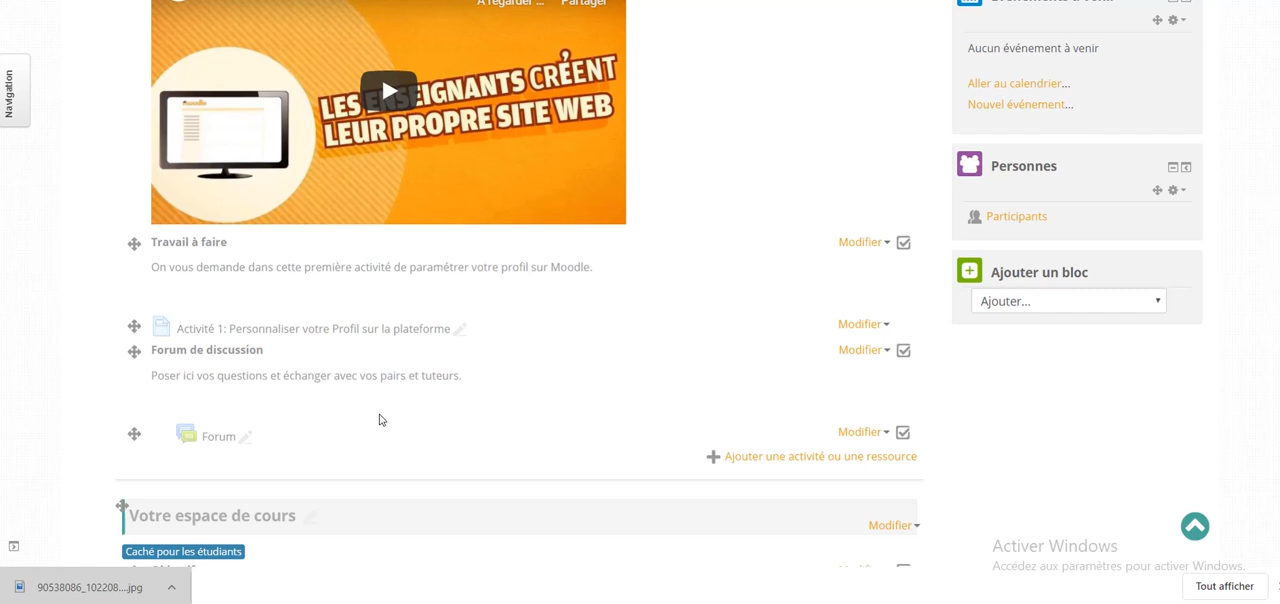 A regarder ... Partager
Navigation
moodle
LES ENSEIGNANTS CRÉENT
LEUR PROPRE SITE WEB
Aucun événement à venir
Aller au calendrier...
Nouvel événement...
Personnes
Participants
Ajouter un bloc
Ajouter...
Travail à faire
Modifier
On vous demande dans cette première activité de paramétrer votre profil sur Moodle.
Activité 1: Personnaliser votre Profil sur la plateforme
Modifier
Forum de discussion
Modifier
Poser ici vos questions et échanger avec vos pairs et tuteurs.
Forum
Modifier
Ajouter une activité ou une ressource
Votre espace de cours
Modifier
Caché pour les étudiants
Activer Windows
Accédez aux paramètres pour activer Windows.
90538086_102208....jpg
Tout afficher